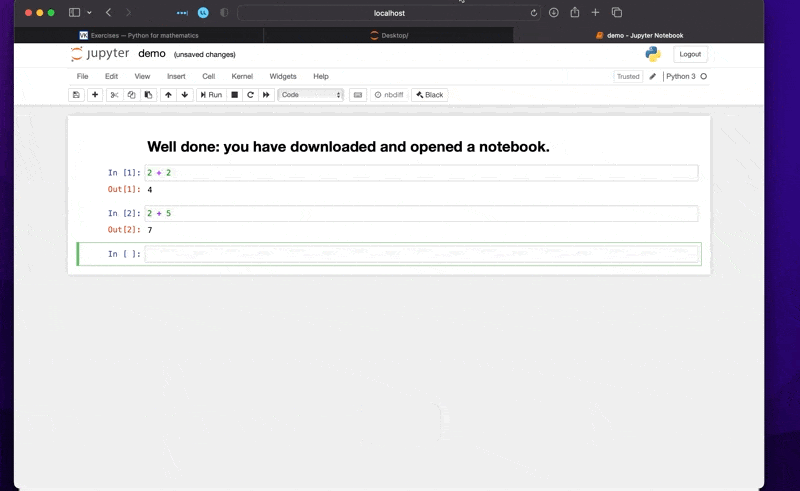 localhost
VK Exercises — Python for mathematics
Desktop/
demo - Jupyter Notebook
jupyter demo (unsaved changes)
Logout
File Edit View Insert Cell Kernel Widgets Help
Trusted
Python 3
Run
Code
nbdiff
Black
Well done: you have downloaded and opened a notebook.
In [1]: 2 + 2
Out[1]: 4
In [2]: 2 + 5
Out[2]: 7
In [ ]: